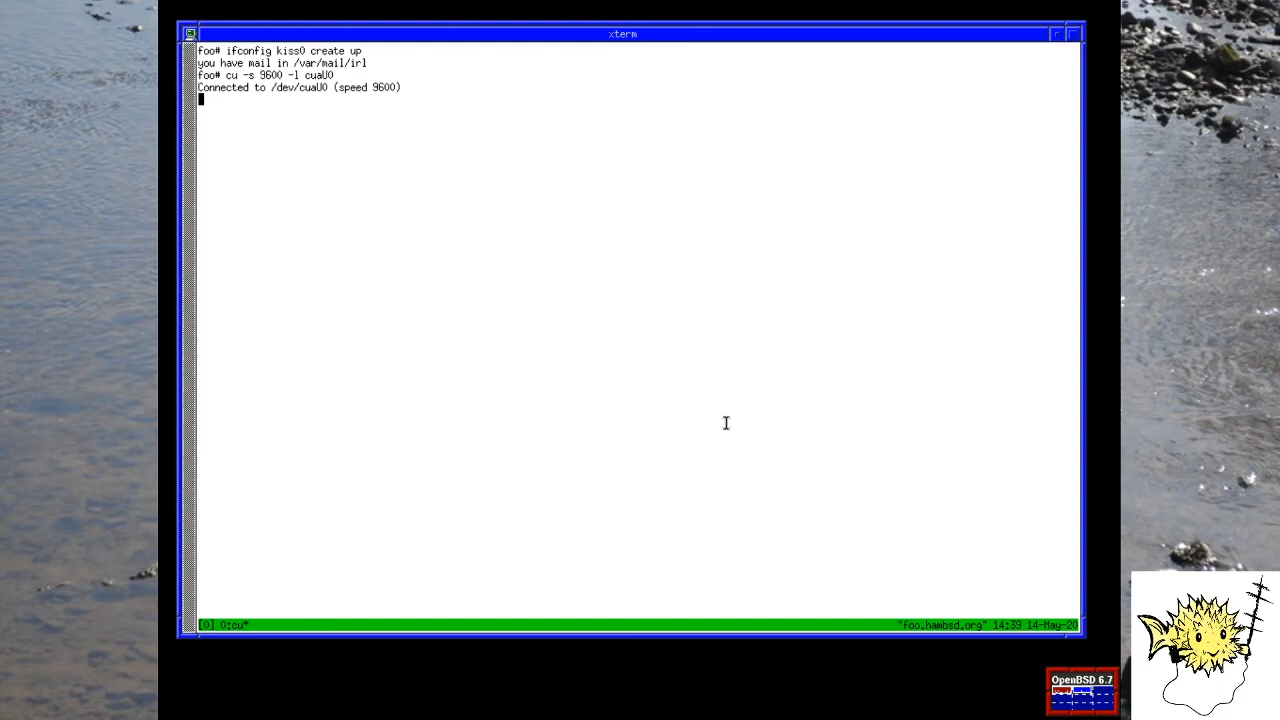 xterm
foo# ifconfig kiss0 create up
you have mail in /var/mail/irl
foo# cu -s 9600 -l cuaU0
Connected to /dev/cuaU0 (speed 9600)
[0] 0:cu*
"foo.hambsd.org" 14:39 14-May-20
OpenBSD 6.7